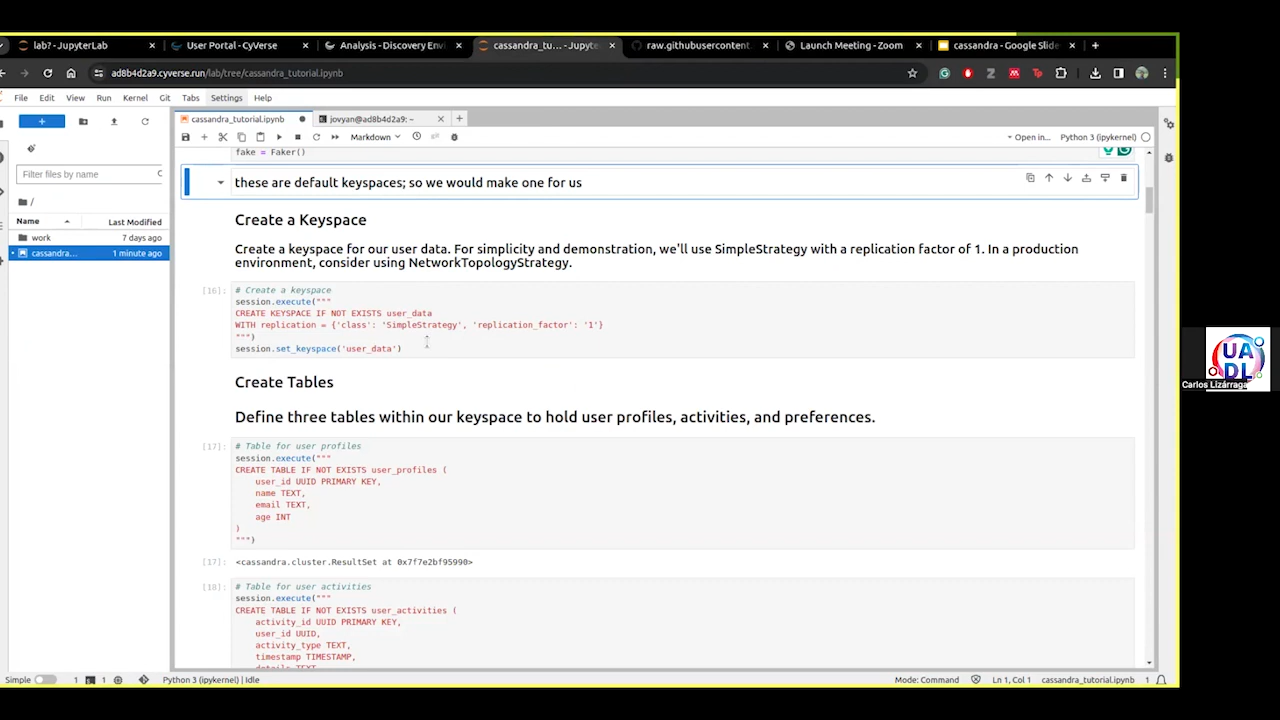 lab? - JupyterLab
User Portal - CyVerse
Analysis - Discovery Envi
cassandra_tu... - Jupyte
raw.githubusercontent.
Launch Meeting - Zoom
cassandra - Google Slide
ad8b4d2a9.cyverse.run/lab/tree/cassandra_tutorial.ipynb
File Edit View Run Kernel Git Tabs Settings Help
cassandra_tutorial.ipynb
jovyan@ad8b4d2a9: ~
Markdown
Open in...
Python 3 (ipykernel)
fake = Faker()
Filter files by name
/
Name
Last Modified
work 7 days ago
cassandra... 1 minute ago
these are default keyspaces; so we would make one for us
Create a Keyspace
Create a keyspace for our user data. For simplicity and demonstration, we'll use SimpleStrategy with a replication factor of 1. In a production
environment, consider using NetworkTopologyStrategy.
[16]:
# Create a keyspace
session.execute("""
CREATE KEYSPACE IF NOT EXISTS user_data
WITH replication = {'class': 'SimpleStrategy', 'replication_factor': '1'}
""")
session.set_keyspace('user_data')
Create Tables
Define three tables within our keyspace to hold user profiles, activities, and preferences.
[17]:
# Table for user profiles
session.execute("""
CREATE TABLE IF NOT EXISTS user_profiles (
user_id UUID PRIMARY KEY,
name TEXT,
email TEXT,
age INT
)
""")
[17]: <cassandra.cluster.ResultSet at 0x7f7e2bf95990>
[18]:
# Table for user activities
session.execute("""
CREATE TABLE IF NOT EXISTS user_activities (
activity_id UUID PRIMARY KEY,
user_id UUID,
activity_type TEXT,
timestamp TIMESTAMP,
details TEXT
Simple
1
1
Python 3 (ipykernel) | Idle
Mode: Command
Ln 1, Col 1
cassandra_tutorial.ipynb
1
UA
DL
Carlos Lizárraga